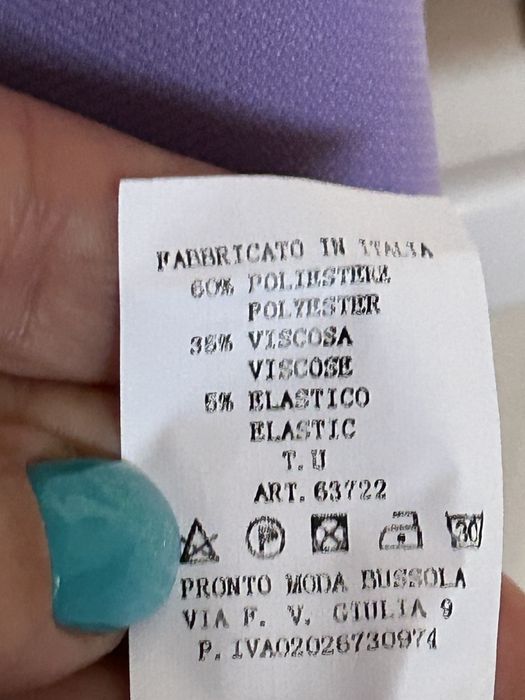 FABBRICATO IN ITALIA
60% POLIESTERE
POLYESTER
35% VISCOSA
VISCOSE
5% ELASTICO
ELASTIC
T.U
ART. 63722
P 30
PRONTO MODA BUSSOLA
VIA F. V. GIULIA 9
P. IVA02026730974